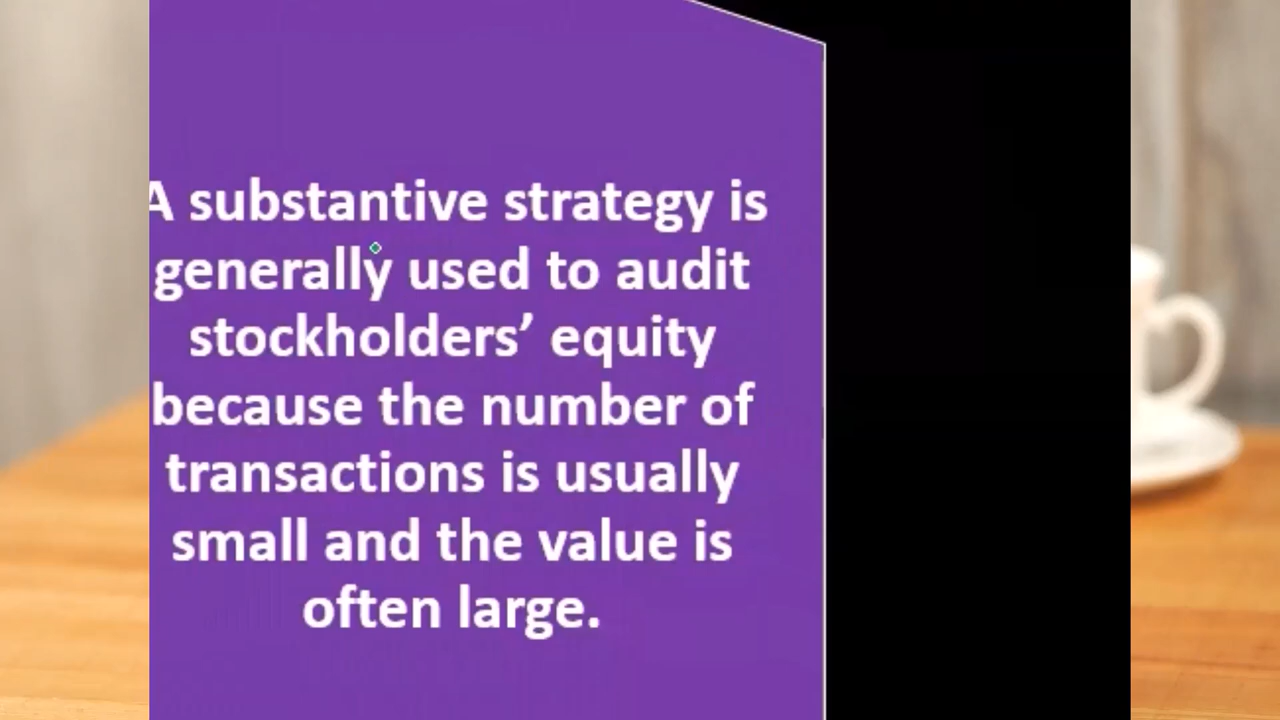 A substantive strategy is
generally used to audit
stockholders’ equity
because the number of
transactions is usually
small and the value is
often large.